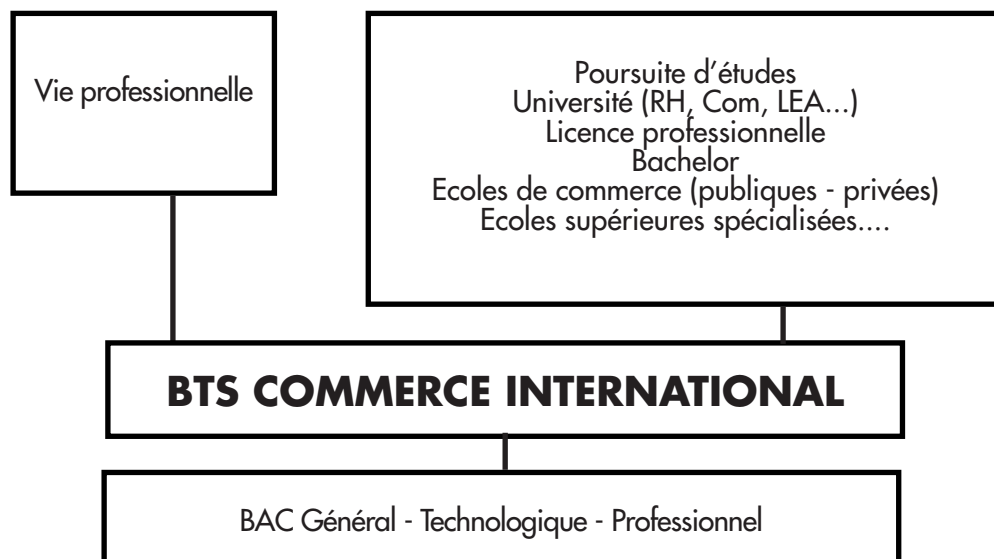 Vie professionnelle
Poursuite d'études
Université (RH, Com, LEA...)
Licence professionnelle
Bachelor
Ecoles de commerce (publiques - privées)
Ecoles supérieures spécialisées....
BTS COMMERCE INTERNATIONAL
BAC Général - Technologique - Professionnel